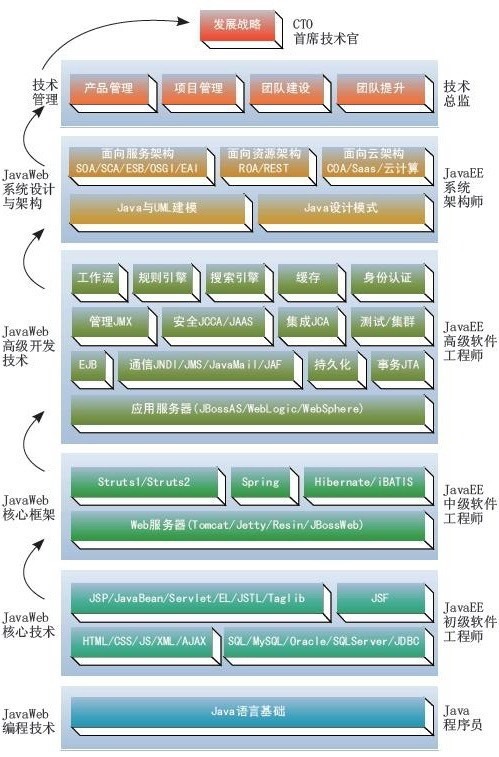 发展战略
CTO
首席技术官
技术
管理
产品管理
项目管理
团队建设
团队提升
技术
总监
JavaWeb
系统设计
与架构
面向服务架构
SOA/SCA/ESB/OSGI/EAI
面向资源架构
ROA/REST
面向云架构
COA/Saas/云计算
Java与UML建模
Java设计模式
JavaEE
系统
架构师
JavaWeb
高级开发
技术
工作流
规则引擎
搜索引擎
缓存
身份认证
管理JMX
安全JCCA/JAAS
集成JCA
测试/集群
EJB
通信JNDI/JMS/JavaMail/JAF
持久化
事务JTA
应用服务器(JBossAS/WebLogic/WebSphere)
JavaEE
高级软件
工程师
JavaWeb
核心框架
Struts1/Struts2
Spring
Hibernate/iBATIS
Web服务器(Tomcat/Jetty/Resin/JBossWeb)
JavaEE
中级软件
工程师
JavaWeb
核心技术
JSP/JavaBean/Servlet/EL/JSTL/Taglib
JSF
HTML/CSS/JS/XML/AJAX
SQL/MySQL/Oracle/SQLServer/JDBC
JavaEE
初级软件
工程师
JavaWeb
编程技术
Java语言基础
Java
程序员